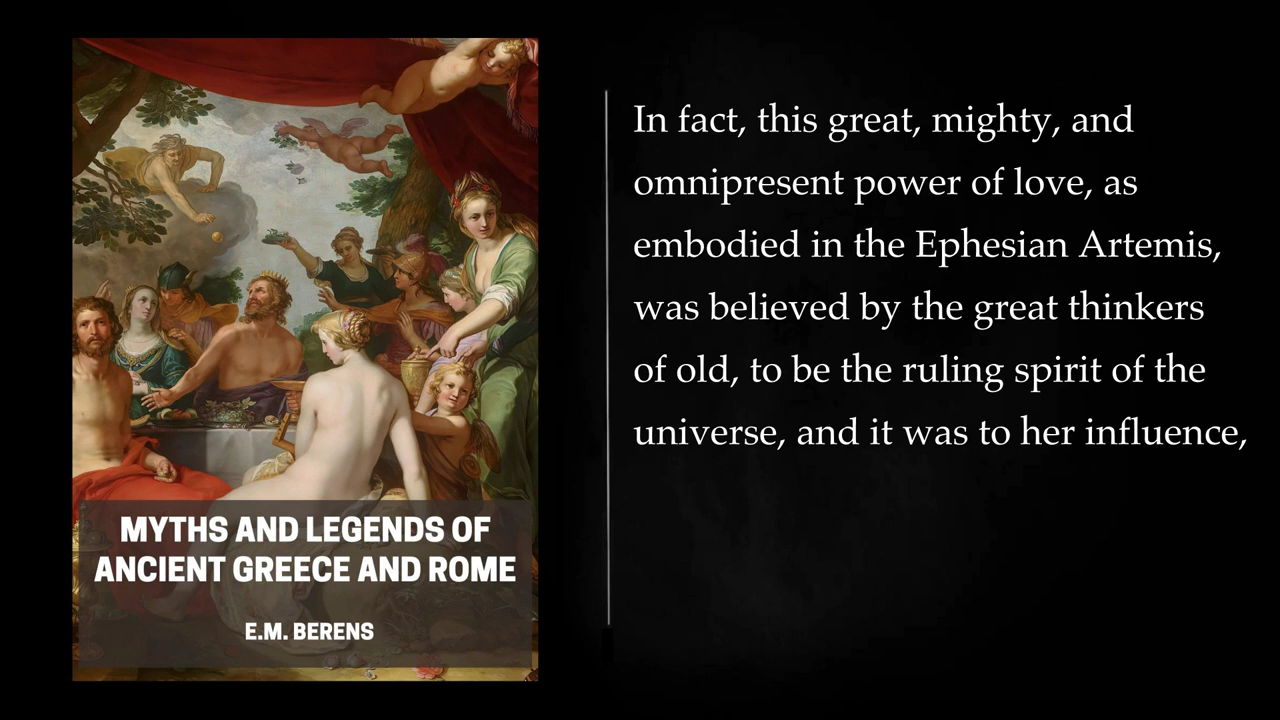 MYTHS AND LEGENDS OF
ANCIENT GREECE AND ROME
E.M. BERENS
In fact, this great, mighty, and
omnipresent power of love, as
embodied in the Ephesian Artemis,
was believed by the great thinkers
of old, to be the ruling spirit of the
universe, and it was to her influence,